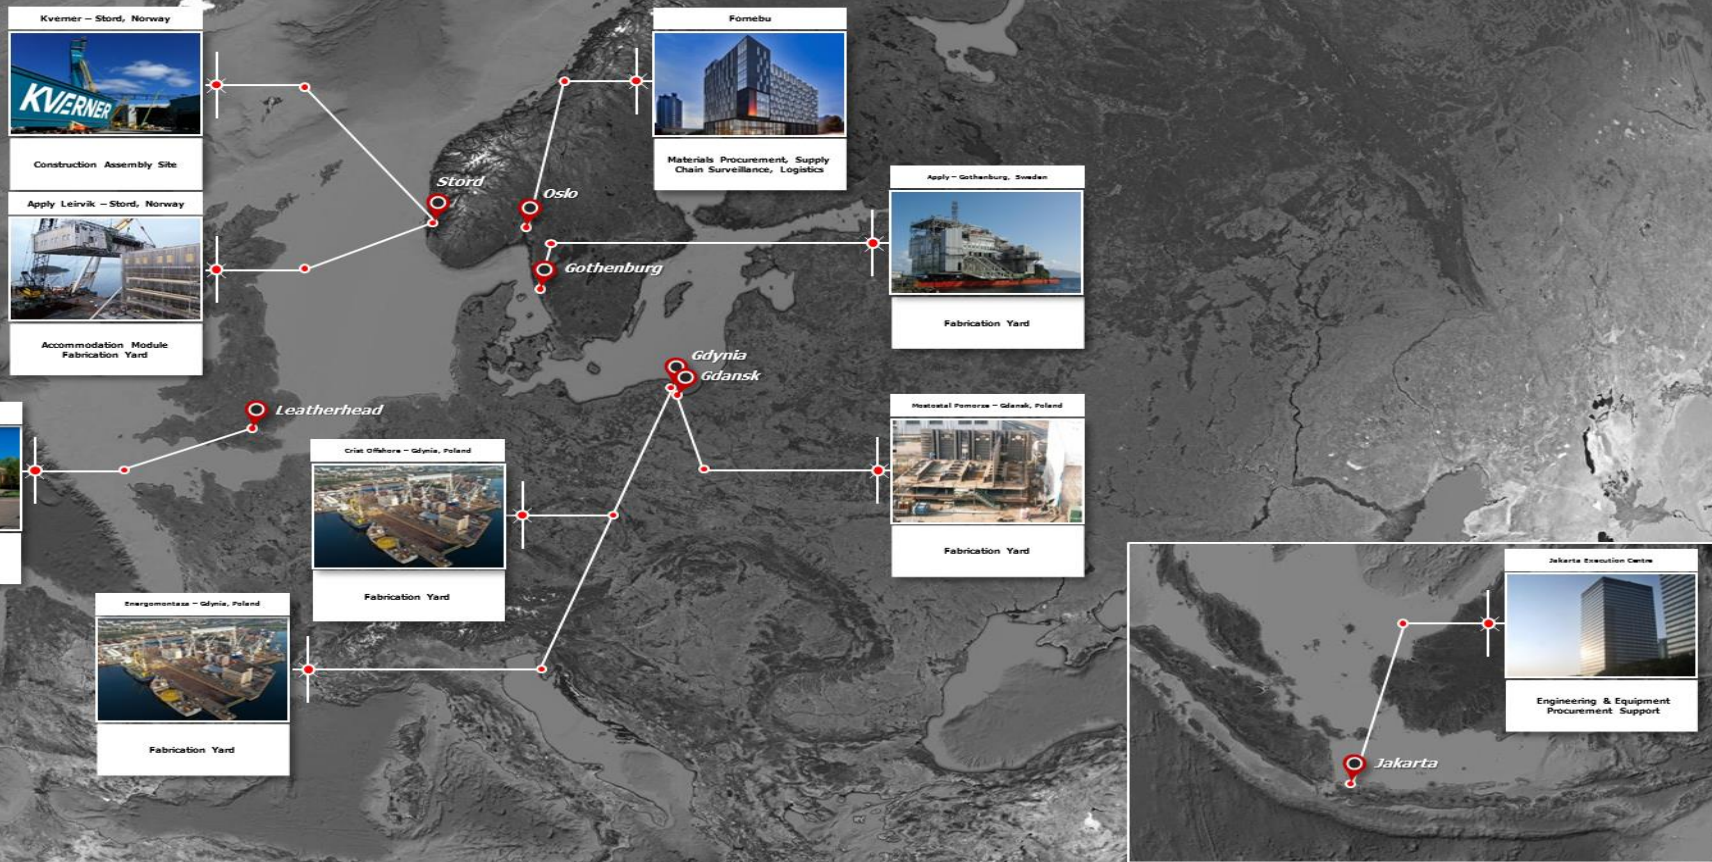 Kverner – Stord, Norway
KVERNER
Construction Assembly Site
Apply Leirvik – Stord, Norway
Accommodation Module
Fabrication Yard
Fornebu
Materials Procurement, Supply
Chain Surveillance, Logistics
Apply – Gothenburg, Sweden
Fabrication Yard
Stord
Oslo
Gothenburg
Gdynia
Gdansk
Leatherhead
Crist Offshore – Gdynia, Poland
Fabrication Yard
Mostostal Pomorze – Gdansk, Poland
Fabrication Yard
Energomontaza – Gdynia, Poland
Fabrication Yard
Jakarta Execution Centre
Engineering & Equipment
Procurement Support
Jakarta